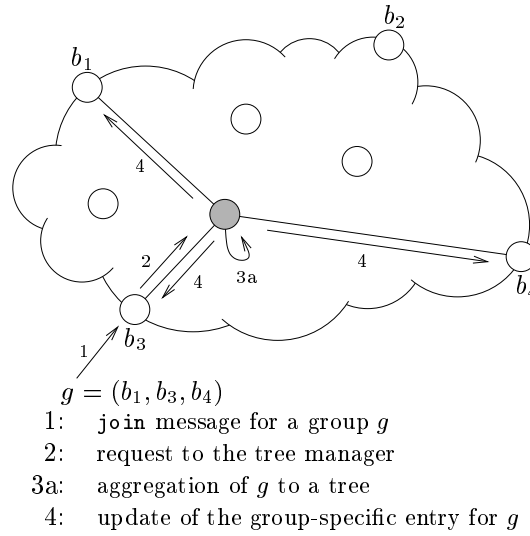 b2
b1
4
2
4
3a
4
b3
1
g = (b1, b3, b4)
1: join message for a group g
2: request to the tree manager
3a: aggregation of g to a tree
4: update of the group-specific entry for g